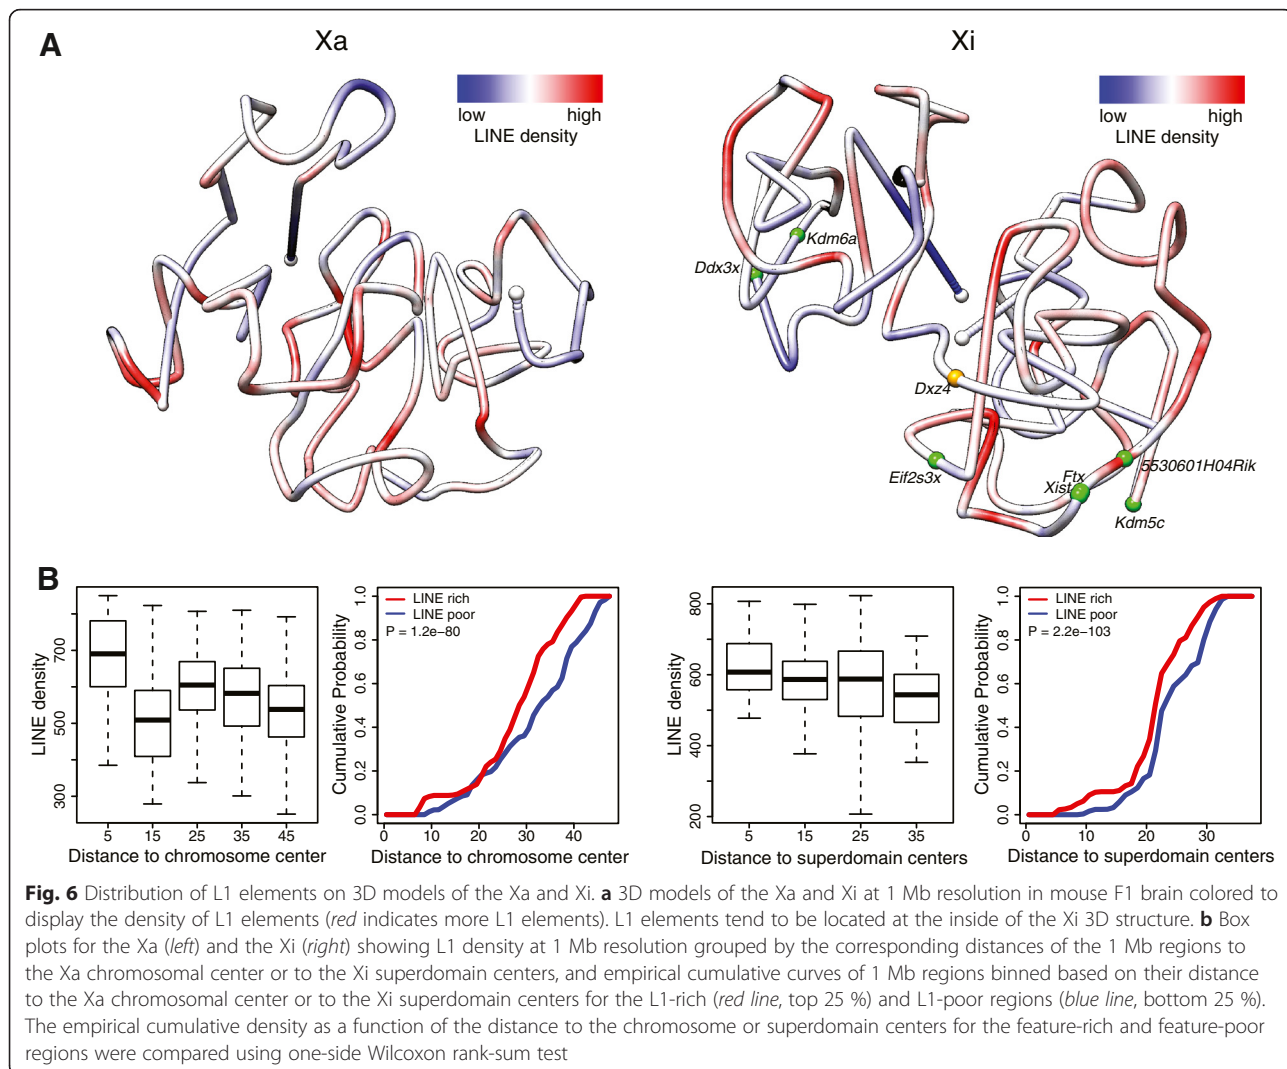 A
Xa
Xi
low
high
LINE density
low
high
LINE density
Kdm6a
Ddx3x
Dxz4
Eif2s3x
Ftx
Xist
5530601H04Rik
Kdm5c
B
LINE density
300
500
700
5
15
25
35
45
Distance to chromosome center
Cumulative Probability
0.0
0.2
0.4
0.6
0.8
1.0
LINE rich
LINE poor
P = 1.2e−80
0
10
20
30
40
Distance to chromosome center
LINE density
200
400
600
800
5
15
25
35
Distance to superdomain centers
Cumulative Probability
0.0
0.2
0.4
0.6
0.8
1.0
LINE rich
LINE poor
P = 2.2e−103
0
10
20
30
Distance to superdomain centers
Fig. 6 Distribution of L1 elements on 3D models of the Xa and Xi. a 3D models of the Xa and Xi at 1 Mb resolution in mouse F1 brain colored to
display the density of L1 elements (red indicates more L1 elements). L1 elements tend to be located at the inside of the Xi 3D structure. b Box
plots for the Xa (left) and the Xi (right) showing L1 density at 1 Mb resolution grouped by the corresponding distances of the 1 Mb regions to
the Xa chromosomal center or to the Xi superdomain centers, and empirical cumulative curves of 1 Mb regions binned based on their distance
to the Xa chromosomal center or to the Xi superdomain centers for the L1-rich (red line, top 25 %) and L1-poor regions (blue line, bottom 25 %).
The empirical cumulative density as a function of the distance to the chromosome or superdomain centers for the feature-rich and feature-poor
regions were compared using one-side Wilcoxon rank-sum test